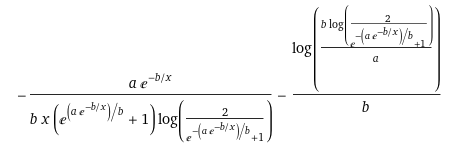 $$-\frac{a\,e^{-b/x}}{b\,x\left(e^{\left(a\,e^{-b/x}\right)/b}+1\right)\log\left(\frac{2}{e^{-\left(a\,e^{-b/x}\right)/b}+1}\right)}-\frac{\log\left(\frac{b\log\left(\frac{2}{e^{-\left(a\,e^{-b/x}\right)/b}+1}\right)}{a}\right)}{b}$$